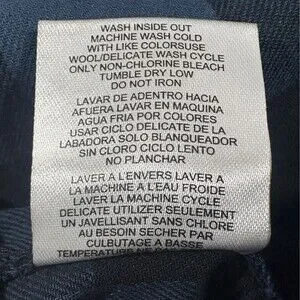 WASH INSIDE OUT
MACHINE WASH COLD
WITH LIKE COLORSUSE
WOOL/DELICATE WASH CYCLE
ONLY NON-CHLORINE BLEACH
TUMBLE DRY LOW
DO NOT IRON
LAVAR DE ADENTRO HACIA
AFUERA LAVAR EN MAQUINA
AGUA FRIA POR COLORES
USAR CICLO DELICATE DE LA
LABADORA SOLO BLANQUEADOR
SIN CLORO CICLO LENTO
NO PLANCHAR
LAVER A L'ENVERS LAVER A
LA MACHINE A L'EAU FROIDE
LAVER LA MACHINE CYCLE
DELICATE UTILIZER SEULEMENT
UN JAVELLISANT SANS CHLORE
AU BESOIN SECHER PAR
CULBUTAGE A BASSE
TEMPERATURE NE